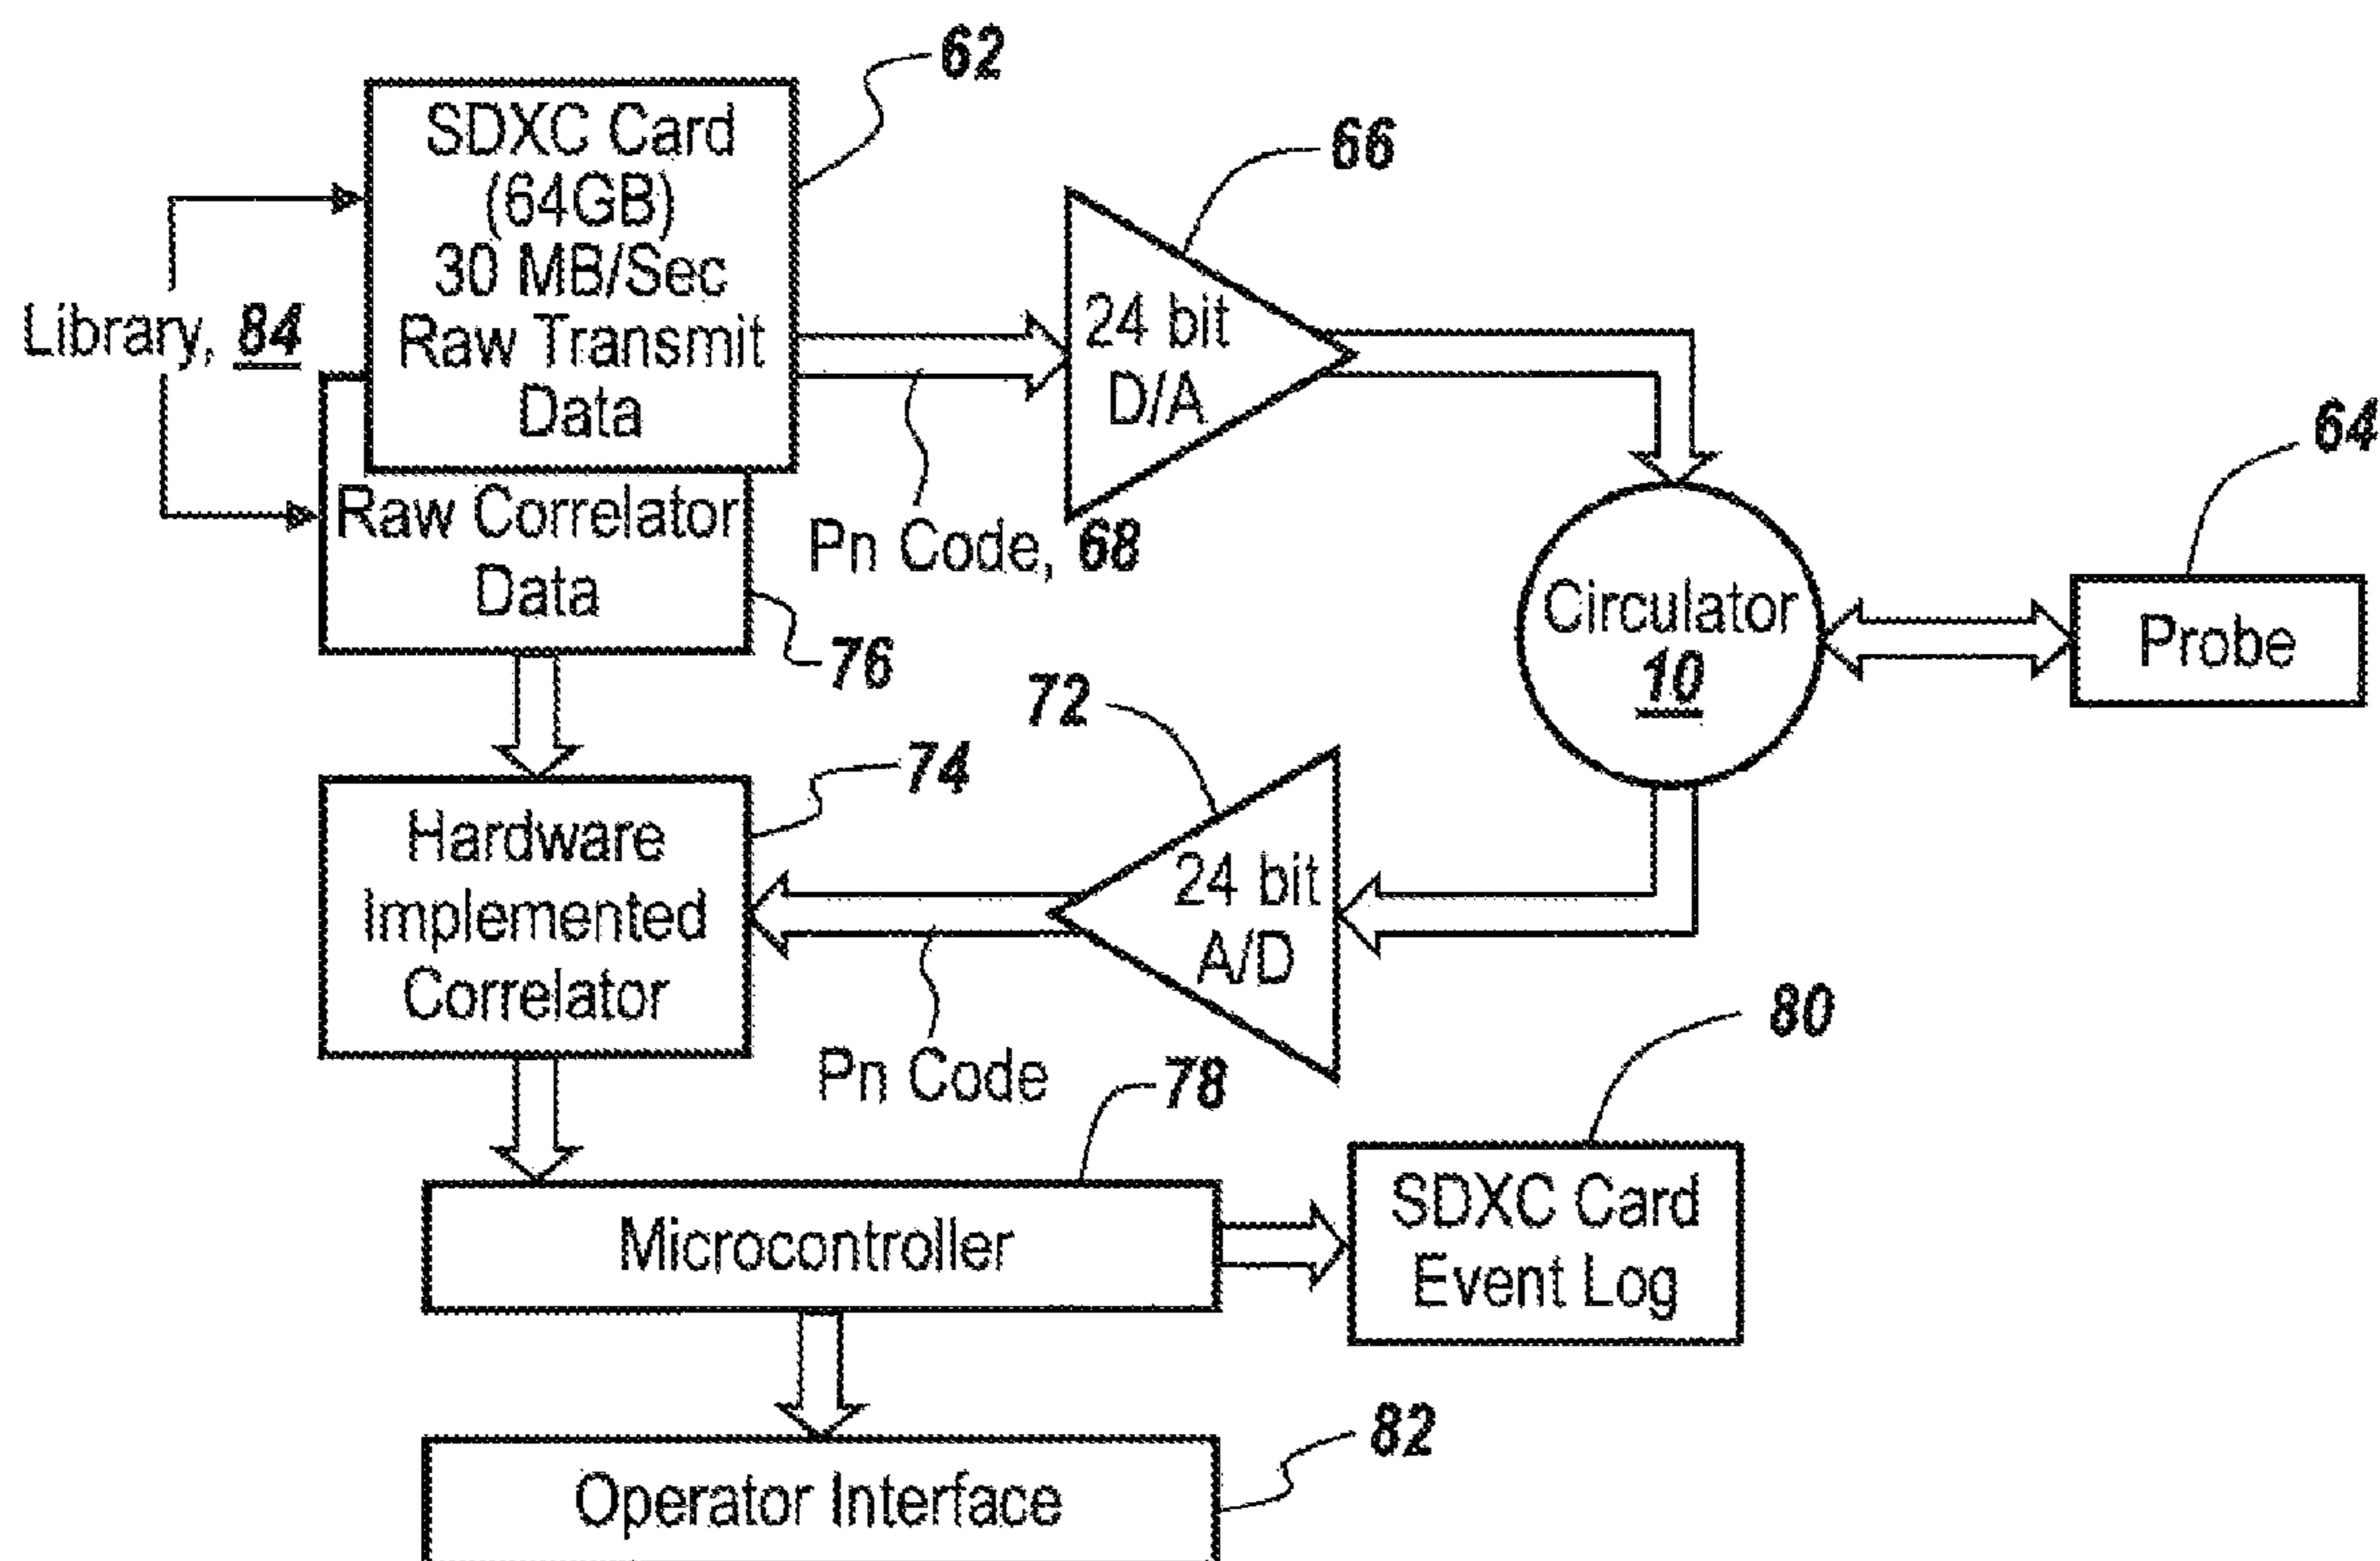 62
SDXC Card
(64GB)
30 MB/Sec
Raw Transmit
Data
66
24 bit
D/A
Library, 84
Raw Correlator
Data
76
Pn Code, 68
Circulator
10
64
Probe
72
24 bit
A/D
74
Hardware
Implemented
Correlator
Pn Code
78
80
Microcontroller
SDXC Card
Event Log
82
Operator Interface